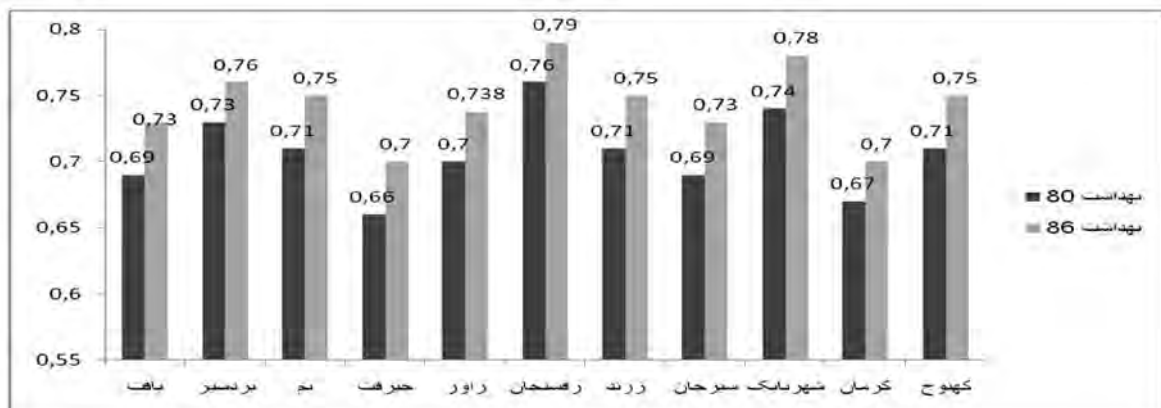 0,8
0,75
0,7
0,65
0,6
0,55
0,69
0,73
0,73
0,76
0,71
0,75
0,66
0,7
0,7
0,738
0,76
0,79
0,71
0,75
0,69
0,73
0,74
0,78
0,67
0,7
0,71
0,75
بافت
بردسیر
بم
جیرفت
راور
رفسنجان
زرند
سیرجان
شهربابک
کرمان
کهنوج
بهداشت 80
بهداشت 86